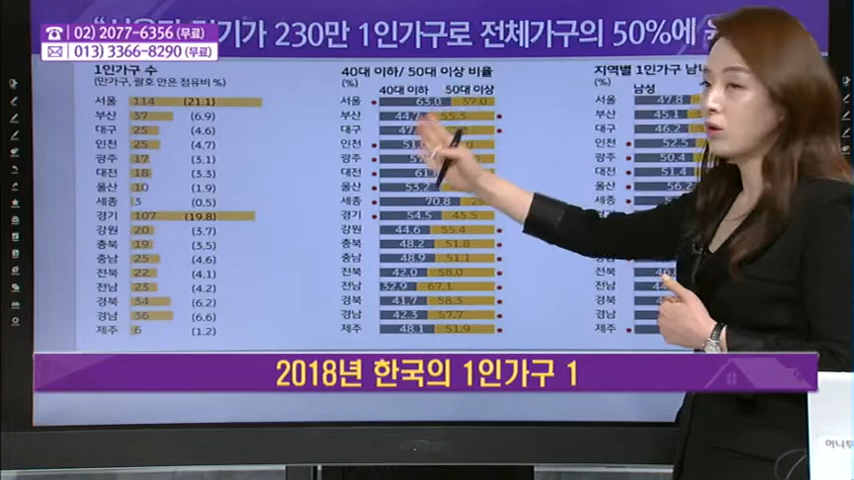 ☎ 02) 2077-6356 (무료)
✉ 013) 3366-8290 (무료)
경기가 230만 1인가구로 전체가구의 50%에
1인가구 수
(만가구, 괄호 안은 점유비 %)
40대 이하/ 50대 이상 비율
(%)
40대 이하 50대 이상
지역별 1인가구
(%)
남성
서울 114 (21.1) 서울 63.0 37.0 서울 47.8
부산 37 (6.9) 부산 44.7 55.3 부산 45.1
대구 25 (4.6) 대구 대구 46.2
인천 25 (4.7) 인천 인천 52.5
광주 17 (3.1) 광주 광주 50.4
대전 18 (3.3) 대전 대전 51.4
울산 10 (1.9) 울산 53.2 울산 56.2
세종 3 (0.5) 세종 70.8 세종
경기 107 (19.8) 경기 54.5 45.5
강원 20 (3.7) 강원 44.6 55.4
충북 19 (3.5) 충북 48.2 51.8
충남 25 (4.6) 충남 48.9 51.1
전북 22 (4.1) 전북 42.0 58.0 전북
전남 23 (4.2) 전남 32.9 67.1 전남
경북 34 (6.2) 경북 41.7 58.3 경북
경남 36 (6.6) 경남 42.3 57.7 경남
제주 6 (1.2) 제주 48.1 51.9 제주
2018년 한국의 1인가구 1
머니투